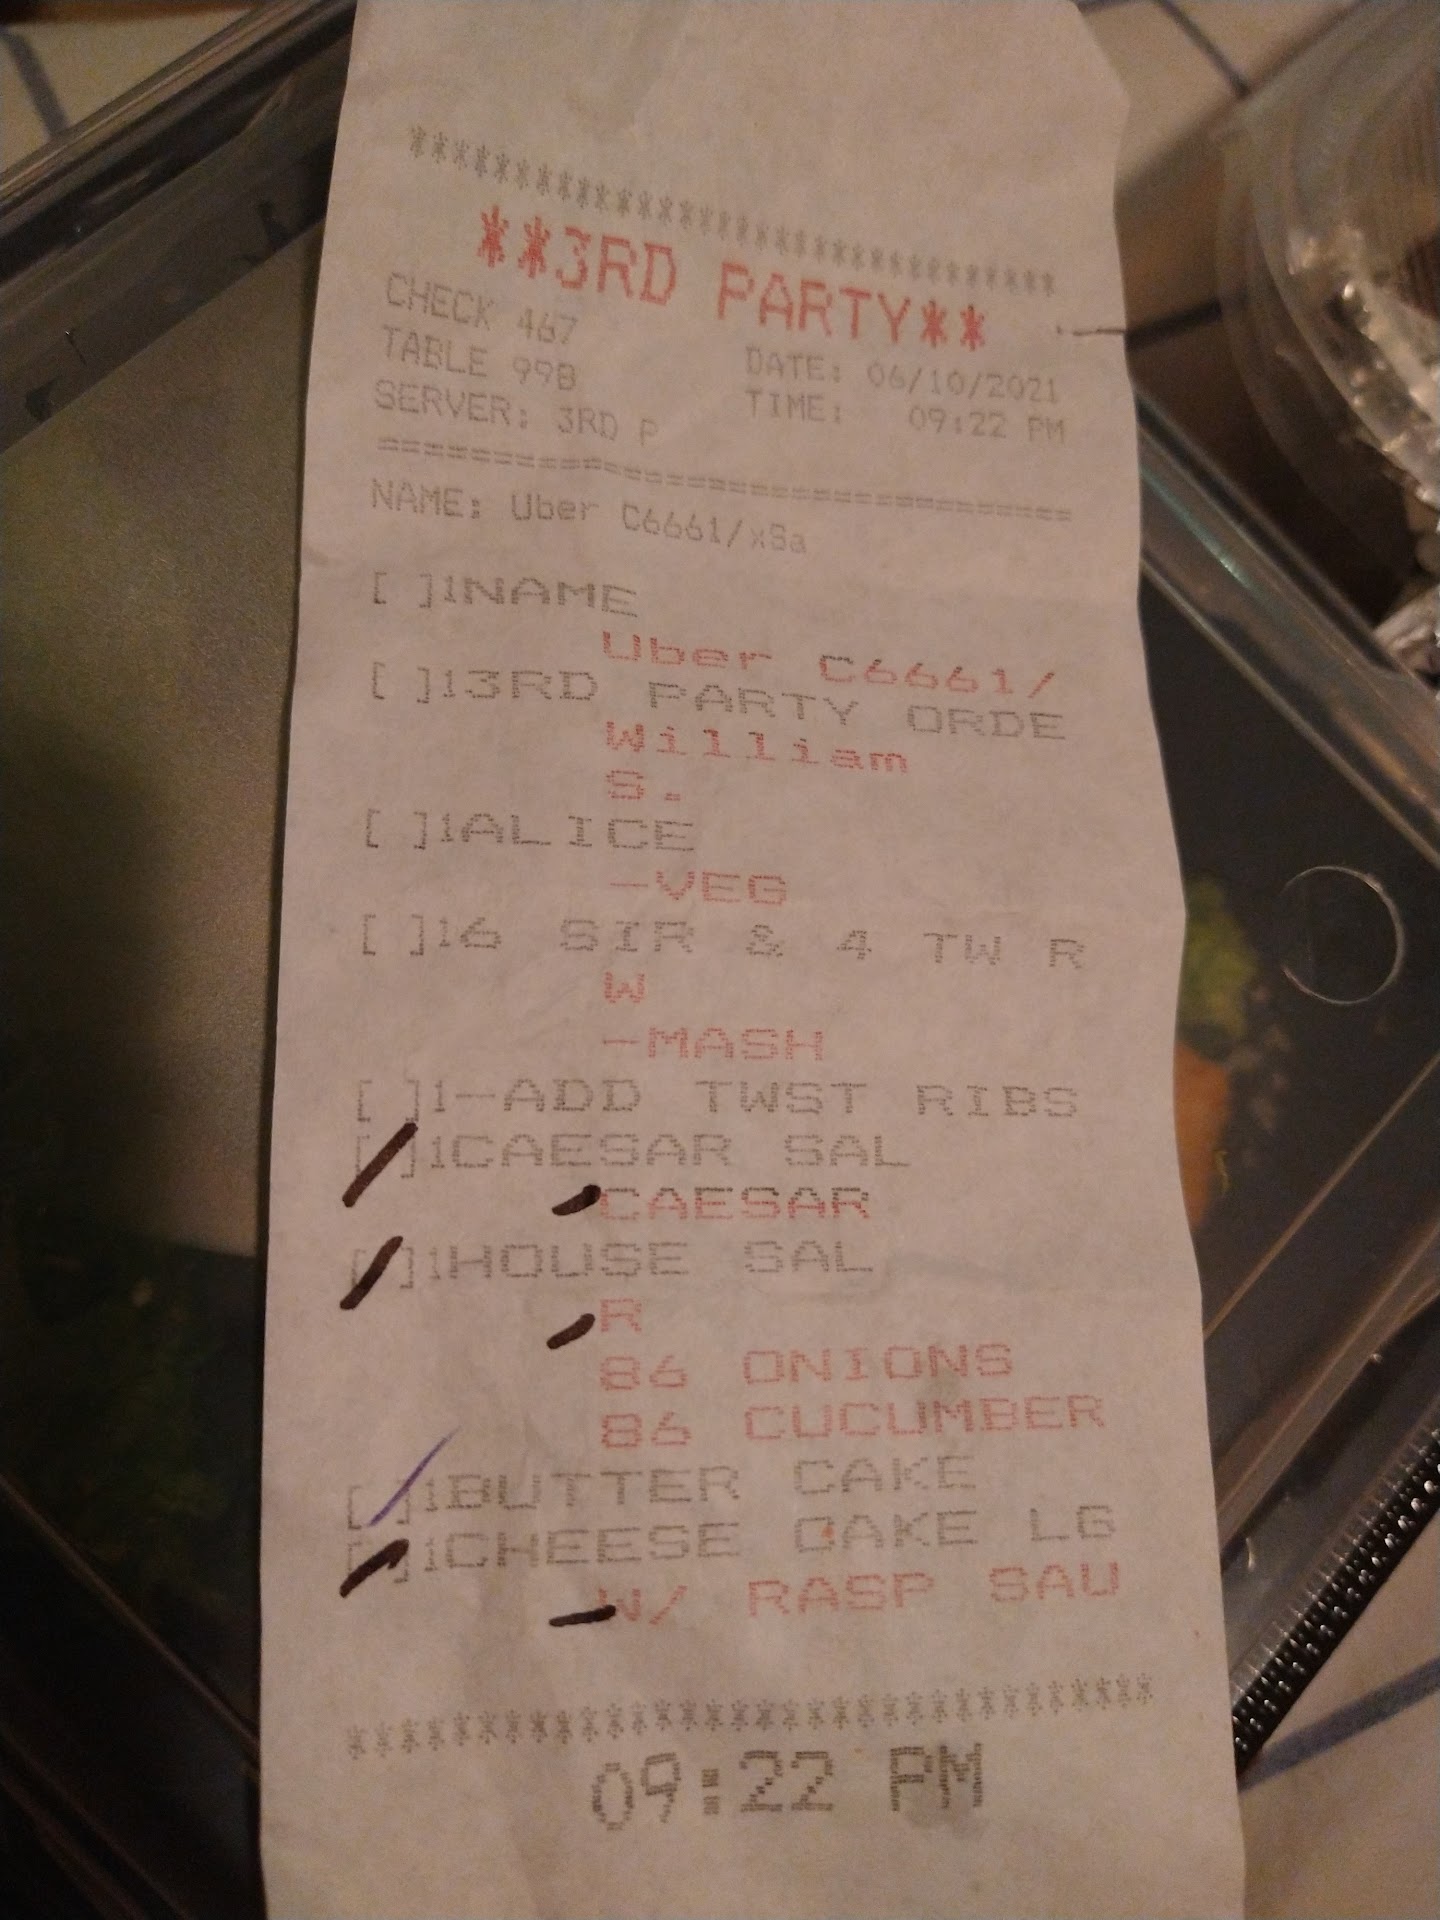 *******************************
**3RD PARTY**
CHECK 467
TABLE 99B DATE: 06/10/2021
SERVER: 3RD P TIME: 09:22 PM
========================================
NAME: Uber C6661/x8a
[ ]1NAME
Uber C6661/
[ ]13RD PARTY ORDE
William
S.
[ ]1ALICE
-VEG
[ ]16 SIR & 4 TW R
W
-MASH
[ ]1-ADD TWST RIBS
[ ]1CAESAR SAL
CAESAR
[ ]1HOUSE SAL
R
86 ONIONS
86 CUCUMBER
[ ]1BUTTER CAKE
[ ]1CHEESE CAKE LG
W/ RASP SAU
*******************************
09:22 PM